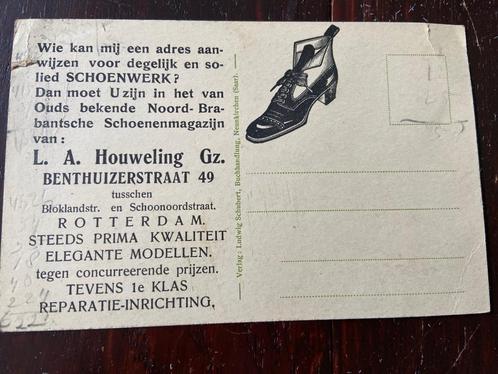 Wie kan mij een adres aan-
wijzen voor degelijk en so-
lied SCHOENWERK?
Dan moet U zijn in het van
Ouds bekende Noord-Bra-
bantsche Schoenenmagazijn
van:
L. A. Houweling Gz.
BENTHUIZERSTRAAT 49
tusschen
Bloklandstr. en Schoonoordstraat.
ROTTERDAM.
STEEDS PRIMA KWALITEIT
ELEGANTE MODELLEN.
tegen concurreerende prijzen.
TEVENS 1e KLAS
REPARATIE-INRICHTING,
Verlag: Ludwig Schubert, Buchhandlung, Neunkirchen (Saar).